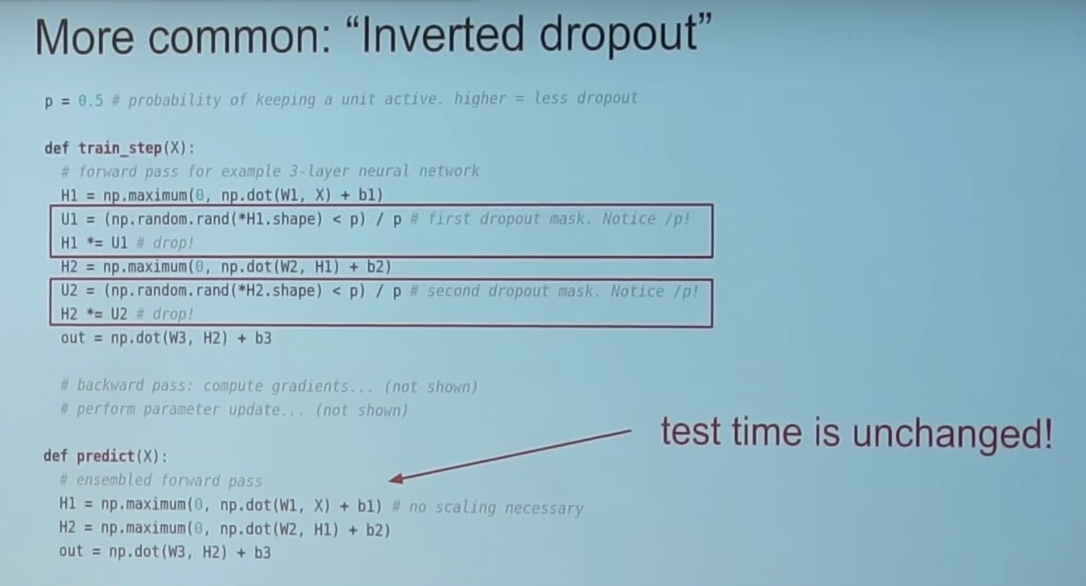 More common: “Inverted dropout”
p = 0.5 # probability of keeping a unit active. higher = less dropout
def train_step(X):
# forward pass for example 3-layer neural network
H1 = np.maximum(0, np.dot(W1, X) + b1)
U1 = (np.random.rand(*H1.shape) < p) / p # first dropout mask. Notice /p!
H1 *= U1 # drop!
H2 = np.maximum(0, np.dot(W2, H1) + b2)
U2 = (np.random.rand(*H2.shape) < p) / p # second dropout mask. Notice /p!
H2 *= U2 # drop!
out = np.dot(W3, H2) + b3
# backward pass: compute gradients... (not shown)
# perform parameter update... (not shown)
test time is unchanged!
def predict(X):
# ensembled forward pass
H1 = np.maximum(0, np.dot(W1, X) + b1) # no scaling necessary
H2 = np.maximum(0, np.dot(W2, H1) + b2)
out = np.dot(W3, H2) + b3